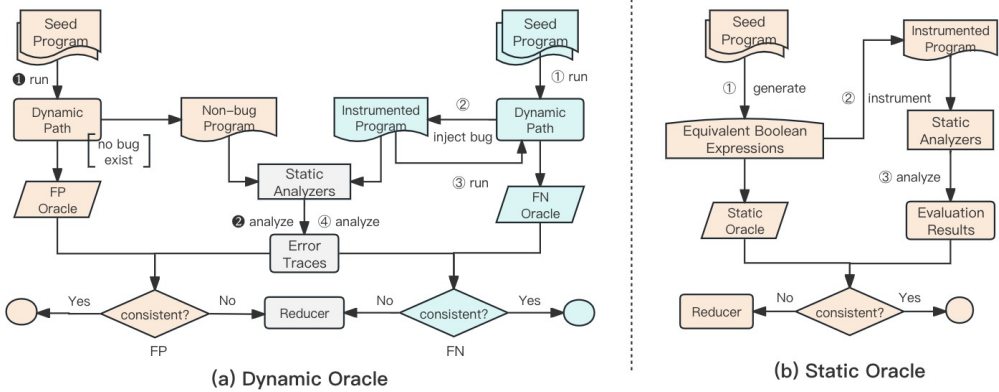 Seed
Program
❶ run
Dynamic
Path
no bug
exist
FP
Oracle
Non-bug
Program
Instrumented
Program
②
inject bug
Seed
Program
① run
Dynamic
Path
③ run
FN
Oracle
Static
Analyzers
❷ analyze
④ analyze
Error
Traces
Yes
consistent?
No
Reducer
No
consistent?
Yes
FP
FN
(a) Dynamic Oracle
Seed
Program
① generate
Equivalent Boolean
Expressions
② instrument
Instrumented
Program
Static
Analyzers
③ analyze
Static
Oracle
Evaluation
Results
Reducer
No
consistent?
Yes
(b) Static Oracle